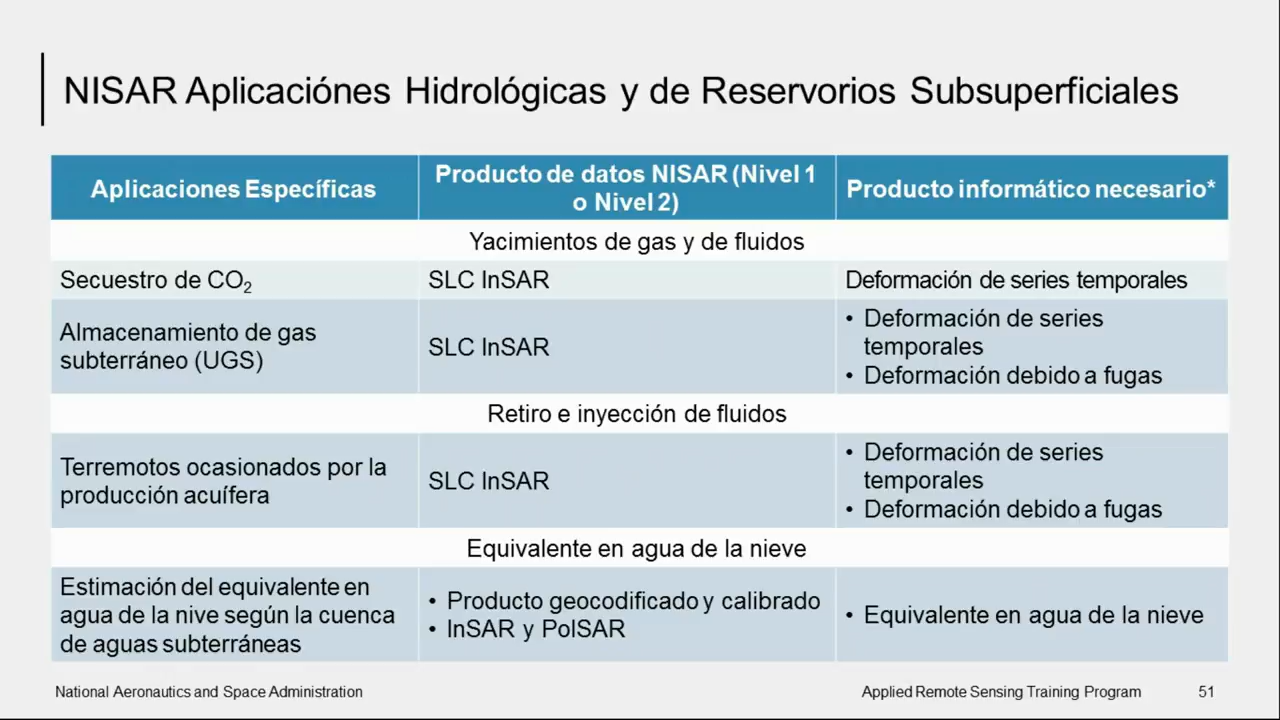 NISAR Aplicaciónes Hidrológicas y de Reservorios Subsuperficiales
Aplicaciones Específicas
Producto de datos NISAR (Nivel 1
o Nivel 2)
Producto informático necesario*
Yacimientos de gas y de fluidos
Secuestro de CO₂
SLC InSAR
Deformación de series temporales
Almacenamiento de gas
subterráneo (UGS)
SLC InSAR
• Deformación de series
temporales
• Deformación debido a fugas
Retiro e inyección de fluidos
Terremotos ocasionados por la
producción acuífera
SLC InSAR
• Deformación de series
temporales
• Deformación debido a fugas
Equivalente en agua de la nieve
Estimación del equivalente en
agua de la nive según la cuenca
de aguas subterráneas
• Producto geocodificado y calibrado
• InSAR y PolSAR
• Equivalente en agua de la nieve
National Aeronautics and Space Administration
Applied Remote Sensing Training Program
51